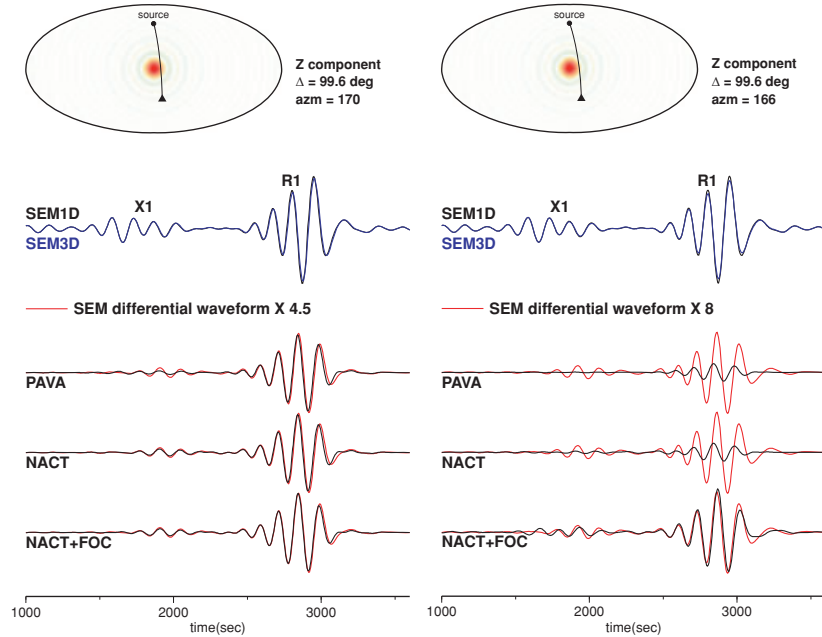 source
Z component
Δ = 99.6 deg
azm = 170
R1
X1
SEM1D
SEM3D
SEM differential waveform X 4.5
PAVA
NACT
NACT+FOC
1000
2000
3000
time(sec)
source
Z component
Δ = 99.6 deg
azm = 166
R1
X1
SEM1D
SEM3D
SEM differential waveform X 8
PAVA
NACT
NACT+FOC
1000
2000
3000
time(sec)